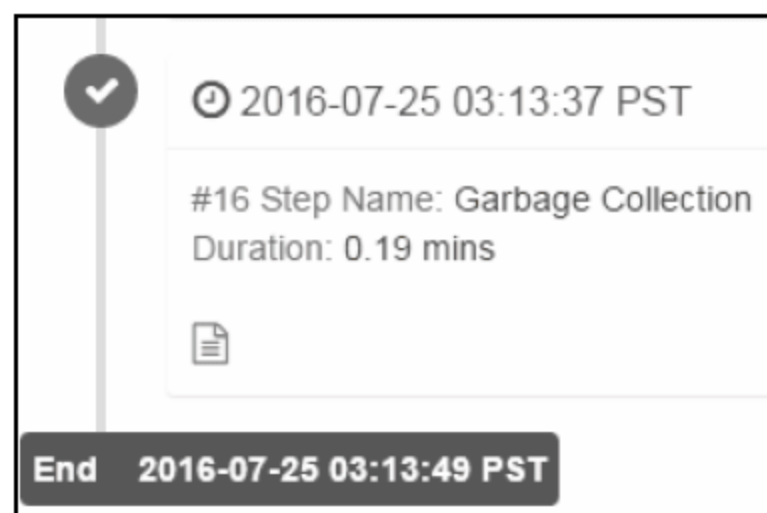 2016-07-25 03:13:37 PST
#16 Step Name: Garbage Collection
Duration: 0.19 mins
End 2016-07-25 03:13:49 PST